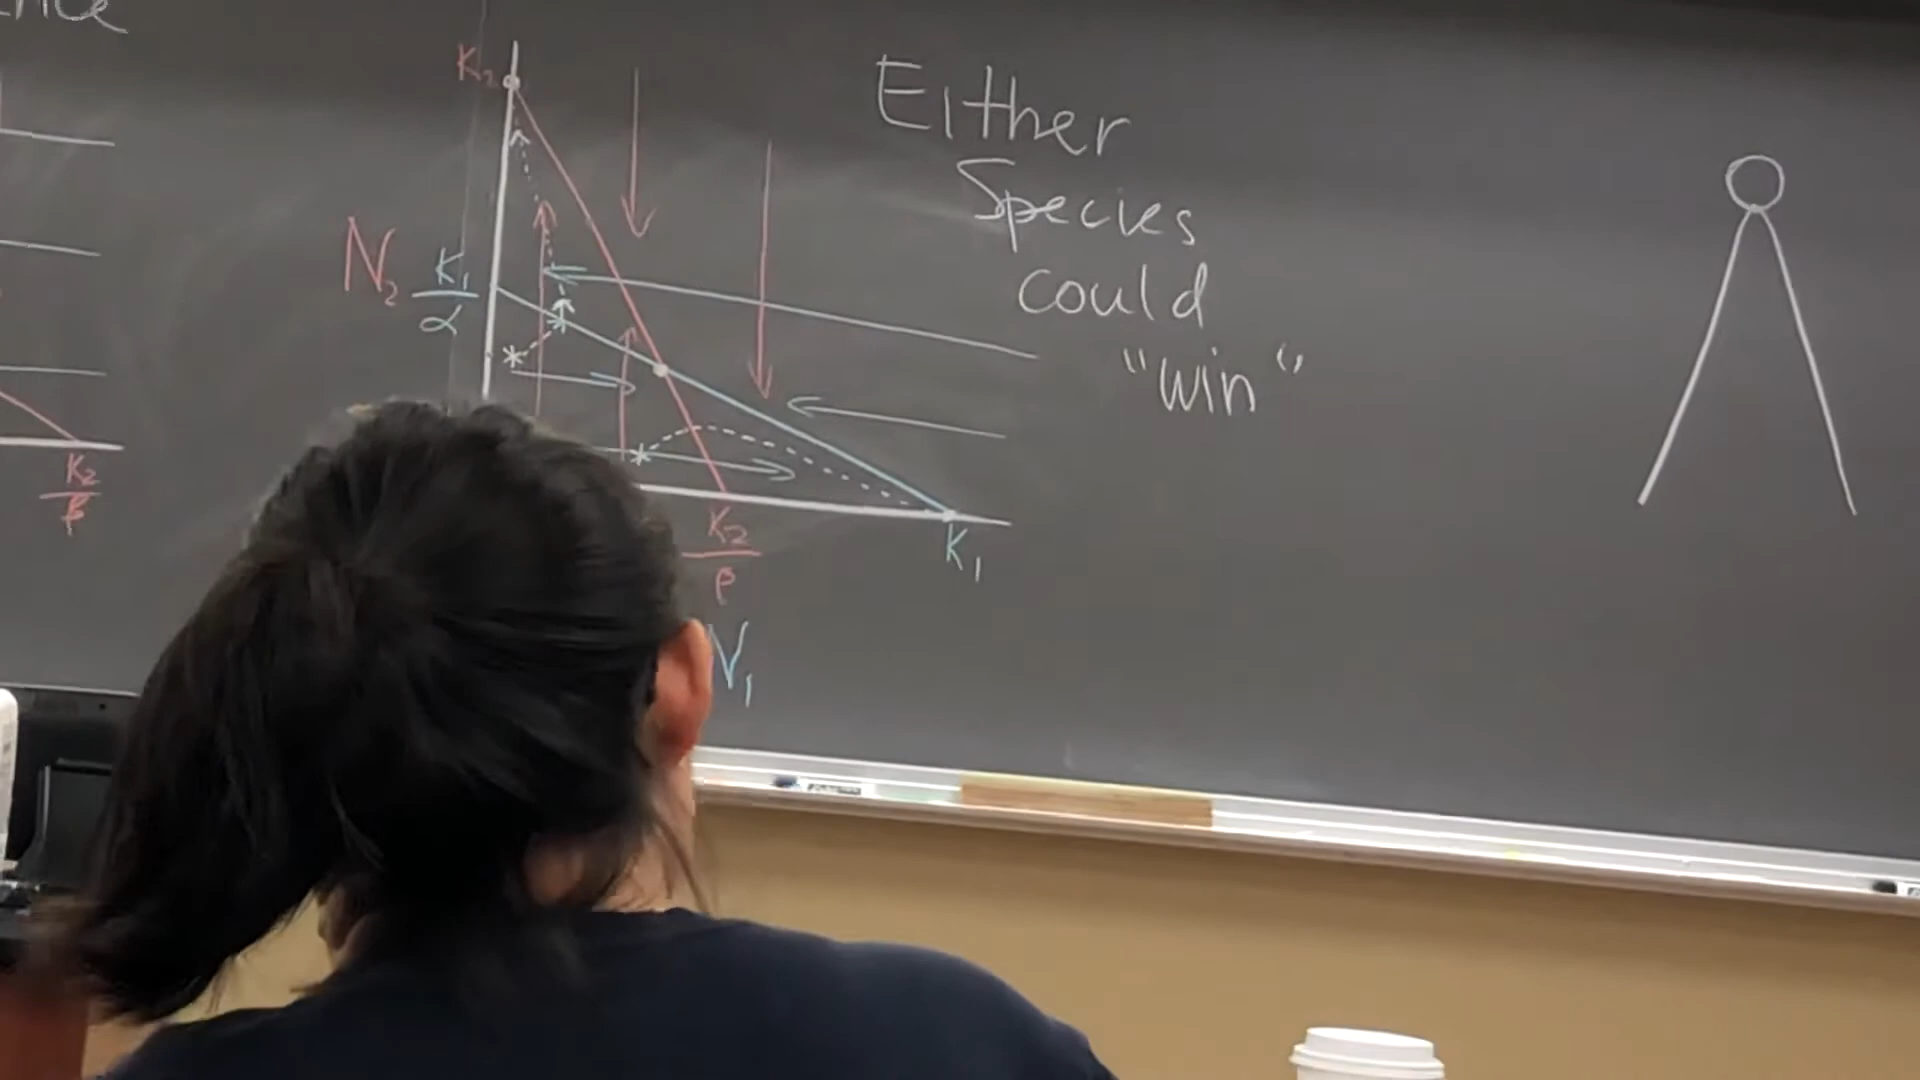 K₂
Either
Species
could
"win"
N₂
K₁
α
K₂
β
K₂
β
K₁
N₁